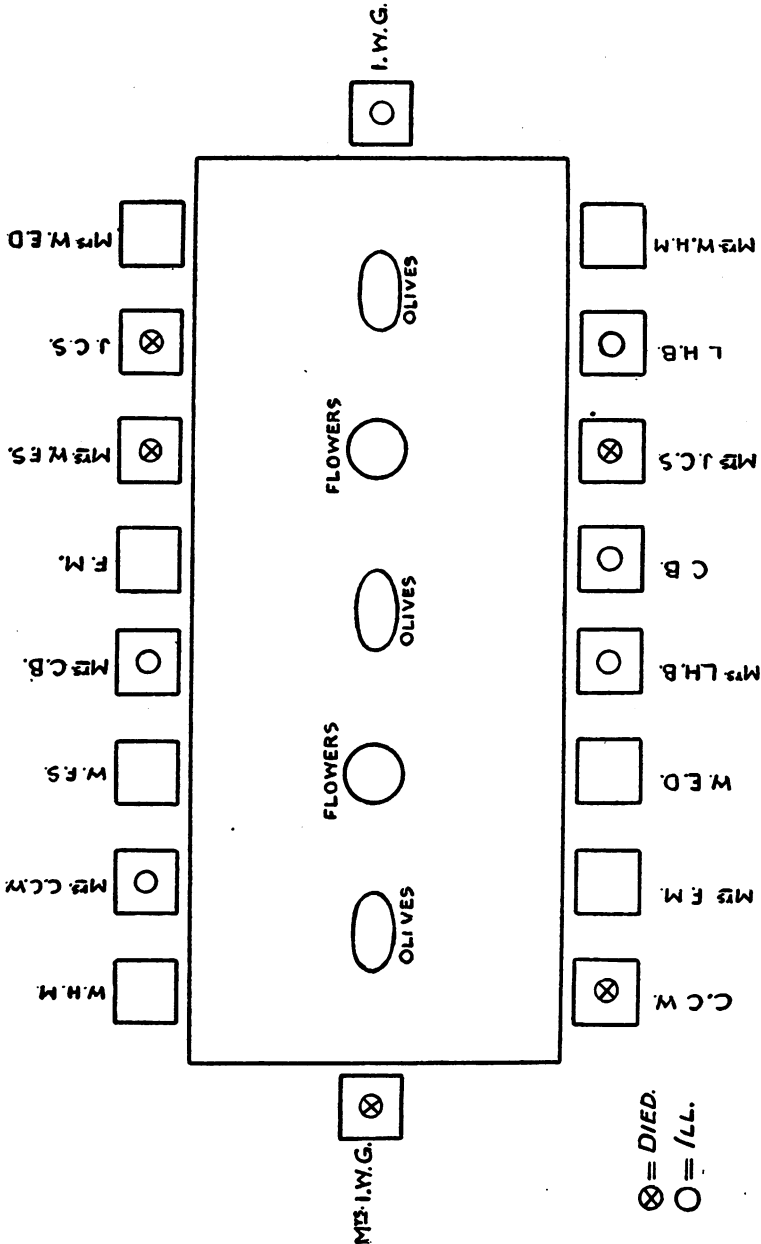 I.W.G.
Mrs W.E.D.
J.C.S.
Mrs W.F.S.
F.M.
Mrs C.B.
W.F.S.
Mrs C.C.W.
W.H.M.
OLIVES
FLOWERS
OLIVES
FLOWERS
OLIVES
Mrs W.H.M
L H.B.
Mrs J.C.S
C B.
Mrs L.H.B.
W.E.D.
Mrs F.M.
C.C W.
Mrs. I.W.G.
⊗ = DIED.
○ = ILL.